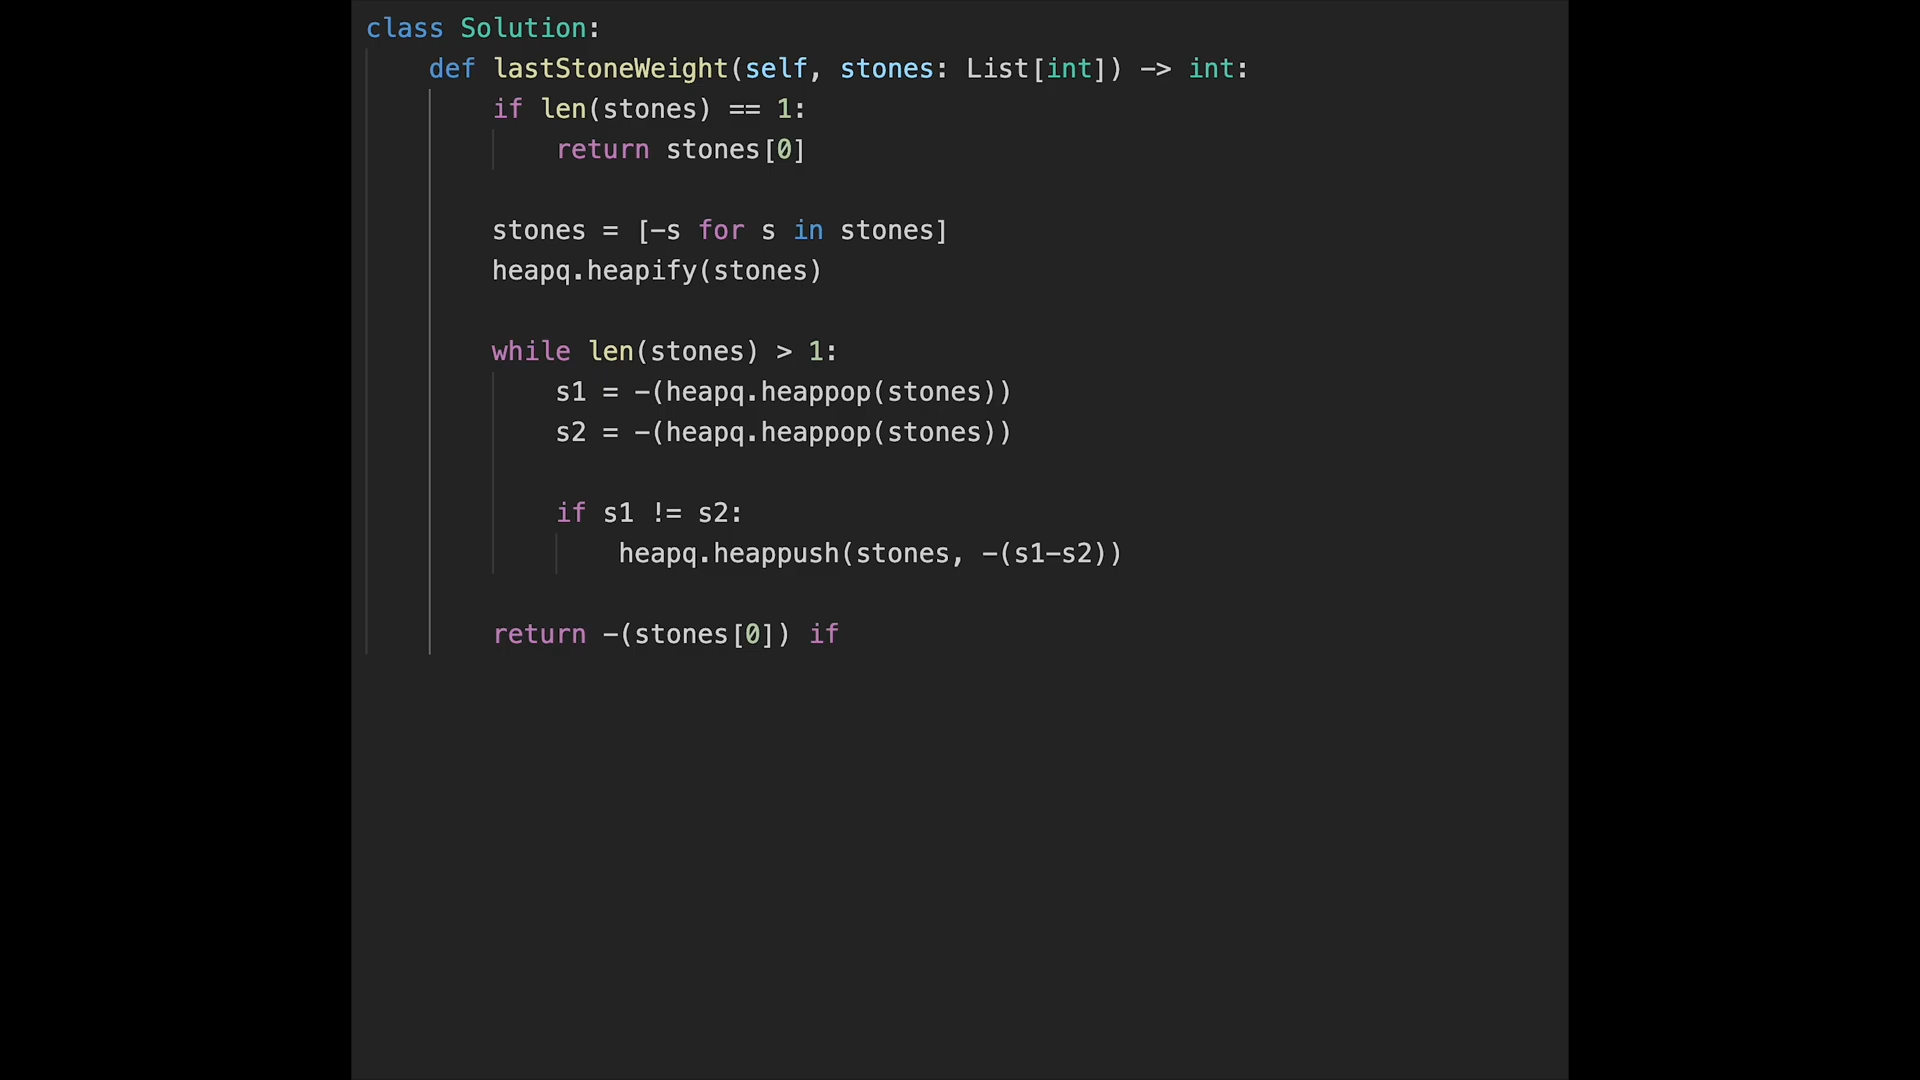 class Solution:
    def lastStoneWeight(self, stones: List[int]) -> int:
        if len(stones) == 1:
            return stones[0]

        stones = [-s for s in stones]
        heapq.heapify(stones)

        while len(stones) > 1:
            s1 = -(heapq.heappop(stones))
            s2 = -(heapq.heappop(stones))

            if s1 != s2:
                heapq.heappush(stones, -(s1-s2))

        return -(stones[0]) if